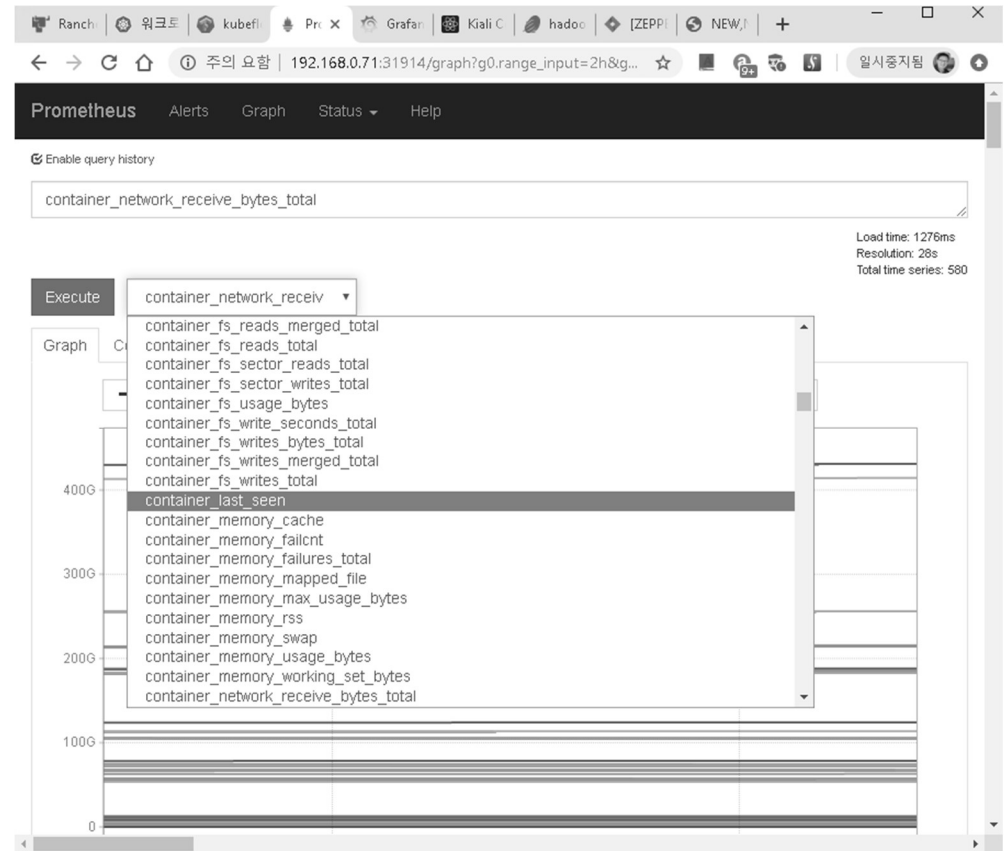 Ranch
워크로
kubefl
Pro
Grafan
Kiali C
hadoo
[ZEPP
NEW,
주의 요함 | 192.168.0.71:31914/graph?g0.range_input=2h&g...
9+
일시중지됨
Prometheus Alerts Graph Status Help
Enable query history
container_network_receive_bytes_total
Load time: 1276ms
Resolution: 28s
Total time series: 580
Execute
container_network_receiv
Graph
container_fs_reads_merged_total
container_fs_reads_total
container_fs_sector_reads_total
container_fs_sector_writes_total
container_fs_usage_bytes
container_fs_write_seconds_total
container_fs_writes_bytes_total
container_fs_writes_merged_total
container_fs_writes_total
container_last_seen
container_memory_cache
container_memory_failcnt
container_memory_failures_total
container_memory_mapped_file
container_memory_max_usage_bytes
container_memory_rss
container_memory_swap
container_memory_usage_bytes
container_memory_working_set_bytes
container_network_receive_bytes_total
400G
300G
200G
100G
0